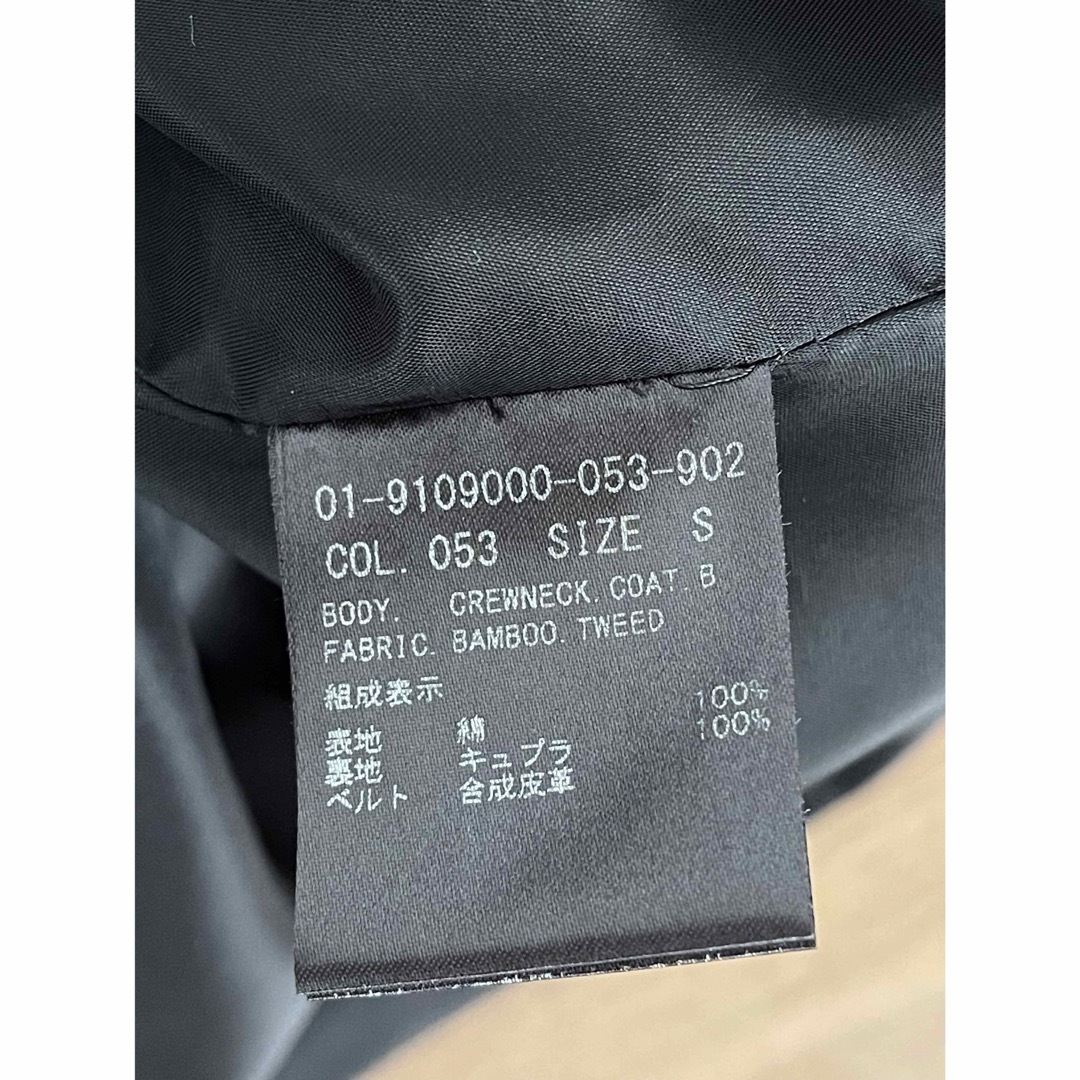 01-9109000-053-902
COL. 053 SIZE S
BODY. CREWNECK.COAT.B
FABRIC. BAMBOO.TWEED
組成表示
表地 綿 100%
裏地 キュプラ 100%
ベルト 合成皮革